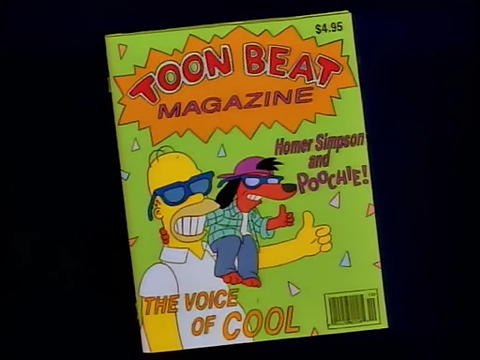 $4.95
TOON BEAT
MAGAZINE
Homer Simpson
and
POOCHIE!
THE VOICE
OF COOL